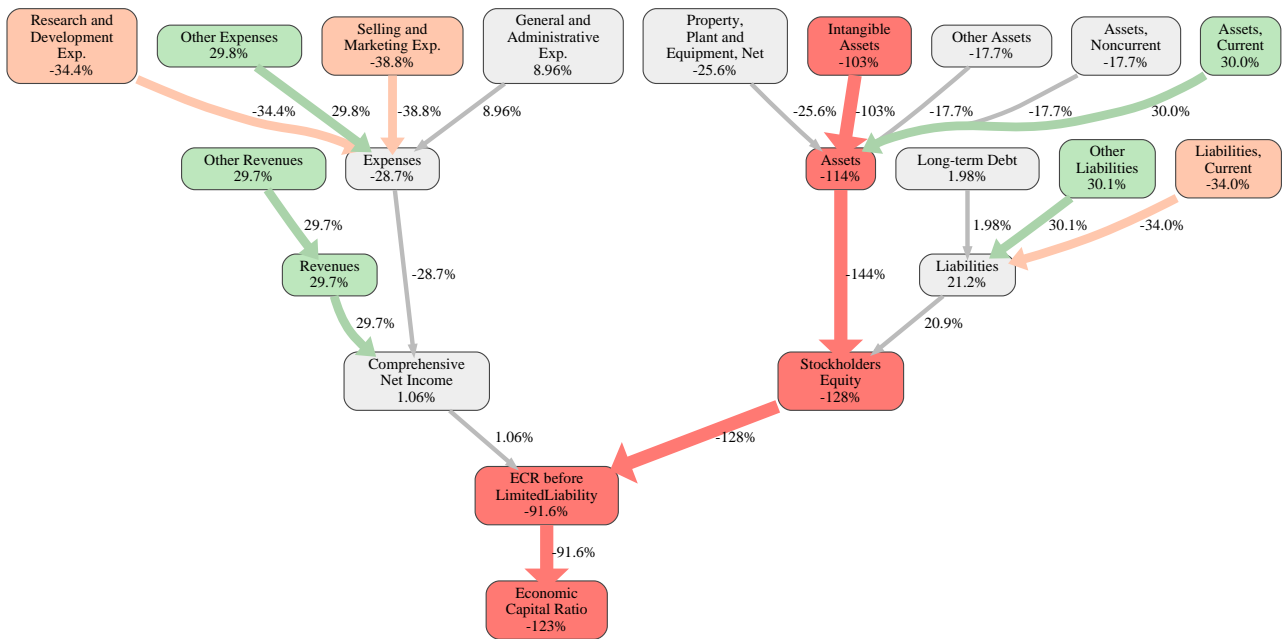 Research and
Development
Exp.
-34.4%
Other Expenses
29.8%
Selling and
Marketing Exp.
-38.8%
General and
Administrative
Exp.
8.96%
Property,
Plant and
Equipment, Net
-25.6%
Intangible
Assets
-103%
Other Assets
-17.7%
Assets,
Noncurrent
-17.7%
Assets,
Current
30.0%
-34.4%
29.8%
-38.8%
8.96%
-25.6%
-103%
-17.7%
-17.7%
30.0%
Other Revenues
29.7%
Expenses
-28.7%
Assets
-114%
Long-term Debt
1.98%
Other
Liabilities
30.1%
Liabilities,
Current
-34.0%
29.7%
-28.7%
-144%
1.98%
30.1%
-34.0%
Revenues
29.7%
Liabilities
21.2%
29.7%
20.9%
Comprehensive
Net Income
1.06%
Stockholders
Equity
-128%
1.06%
-128%
ECR before
LimitedLiability
-91.6%
-91.6%
Economic
Capital Ratio
-123%